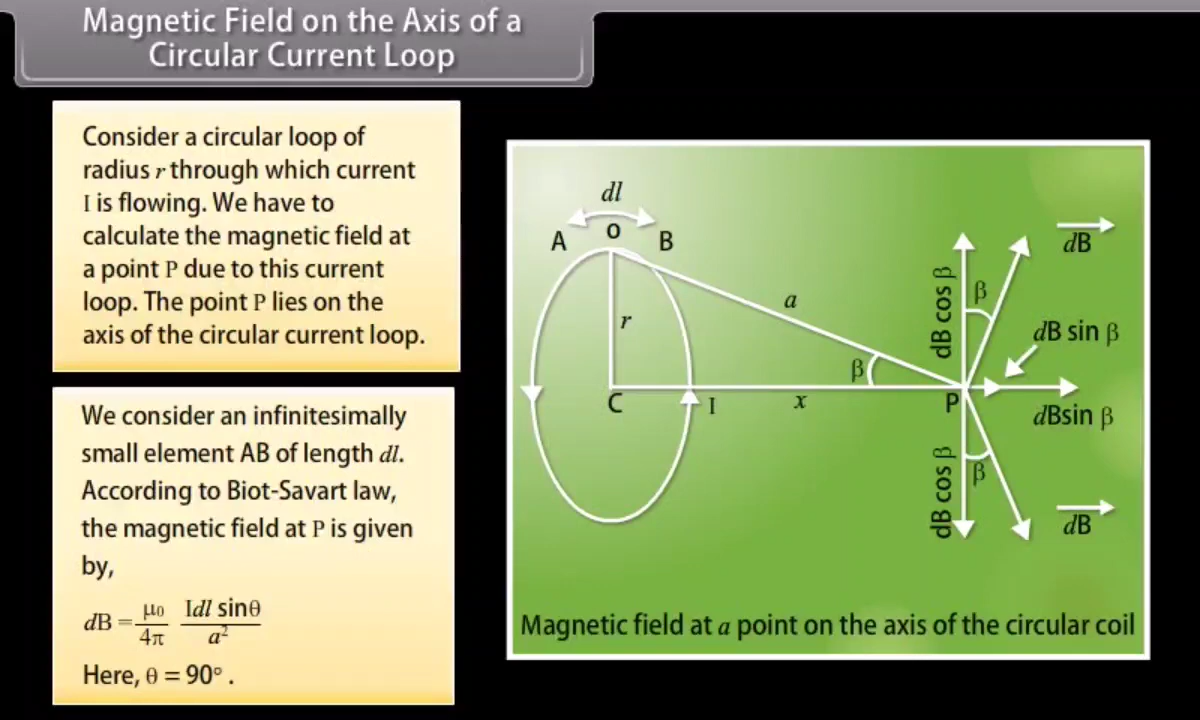 Magnetic Field on the Axis of a
Circular Current Loop
Consider a circular loop of
radius r through which current
I is flowing. We have to
calculate the magnetic field at
a point P due to this current
loop. The point P lies on the
axis of the circular current loop.
We consider an infinitesimally
small element AB of length dl.
According to Biot-Savart law,
the magnetic field at P is given
by,
dB = μ0/4π Idl sinθ/a²
Here, θ = 90° .
dl
A O B
r
a
β
C
I
x
P
dB cos β
β
dB
dB sin β
dBsin β
dB cos β
β
dB
Magnetic field at a point on the axis of the circular coil